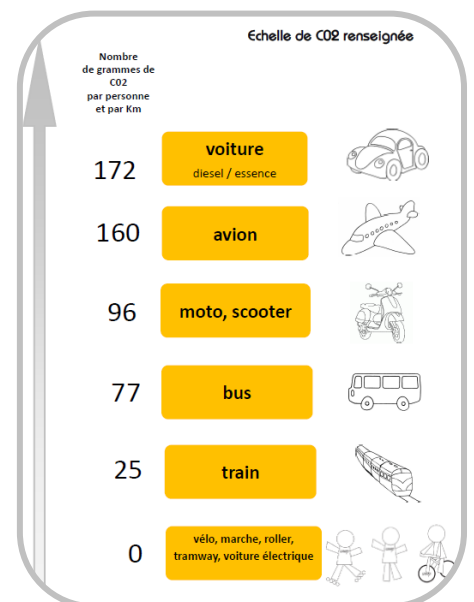 Echelle de CO2 renseignée
Nombre
de grammes de
C02
par personne
et par Km
172
voiture
diesel / essence
160
avion
96
moto, scooter
77
bus
25
train
0
vélo, marche, roller,
tramway, voiture électrique